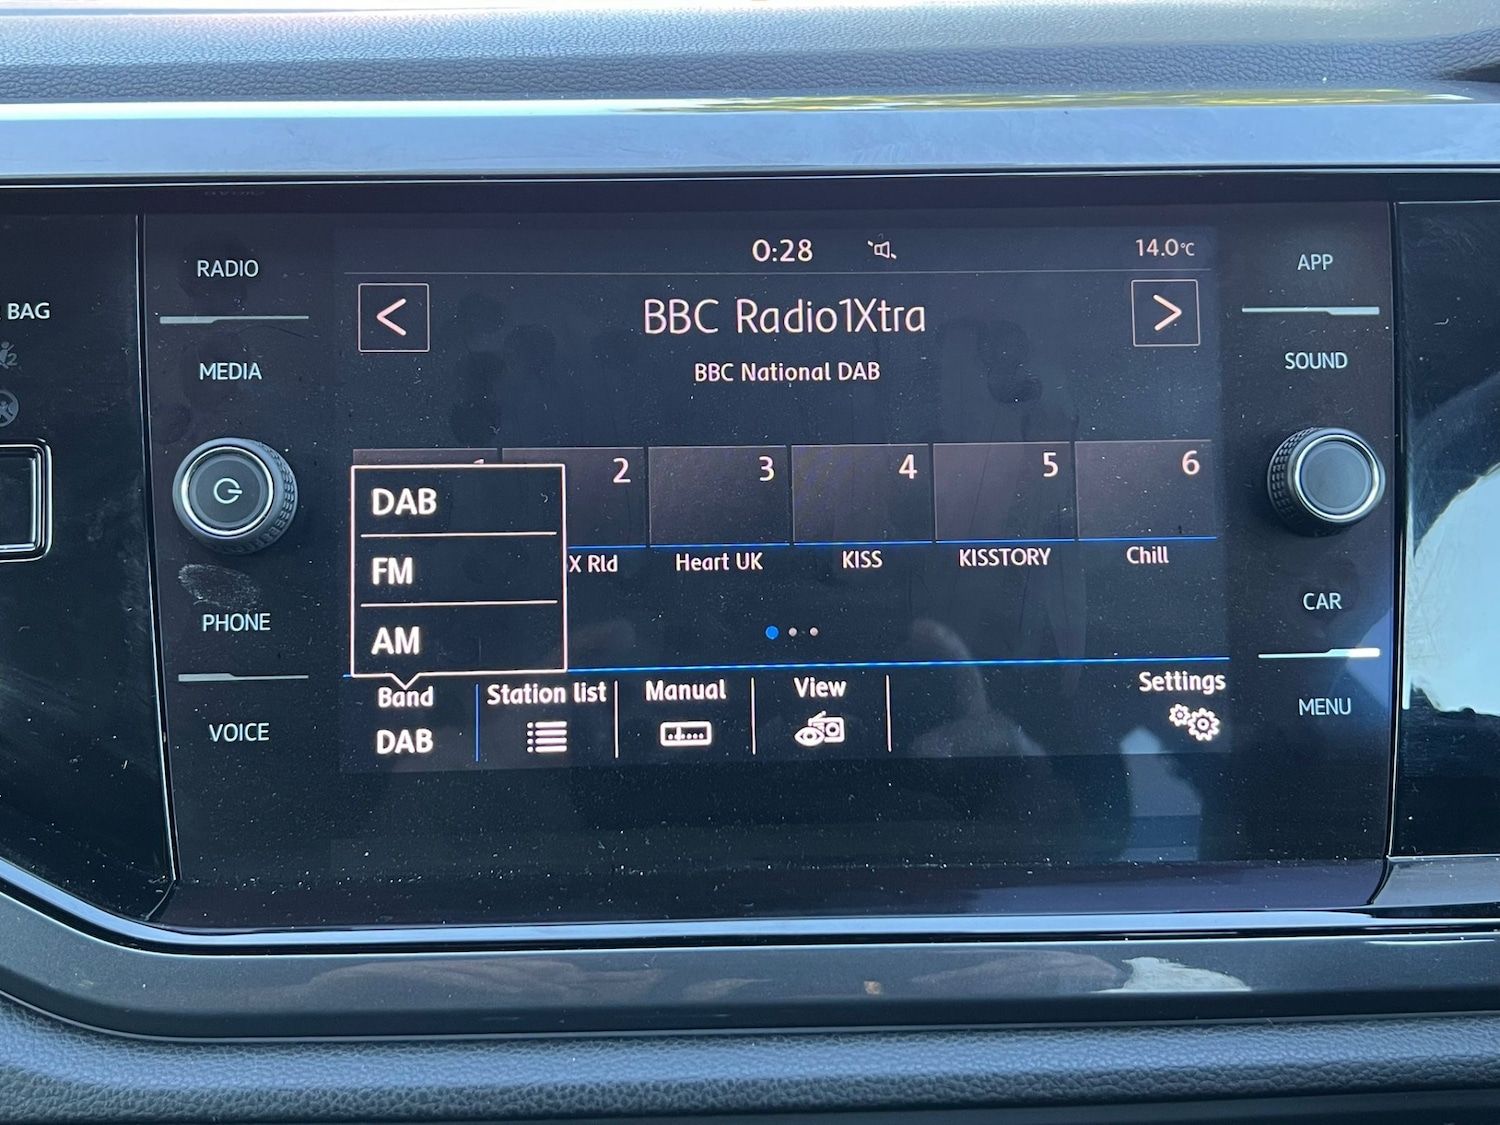 BAG
RADIO
MEDIA
PHONE
VOICE
0:28
14.0°C
<
BBC Radio1Xtra
>
BBC National DAB
2
3
4
5
6
X Rld
Heart UK
KISS
KISSTORY
Chill
DAB
FM
AM
Band
DAB
Station list
Manual
View
Settings
APP
SOUND
CAR
MENU